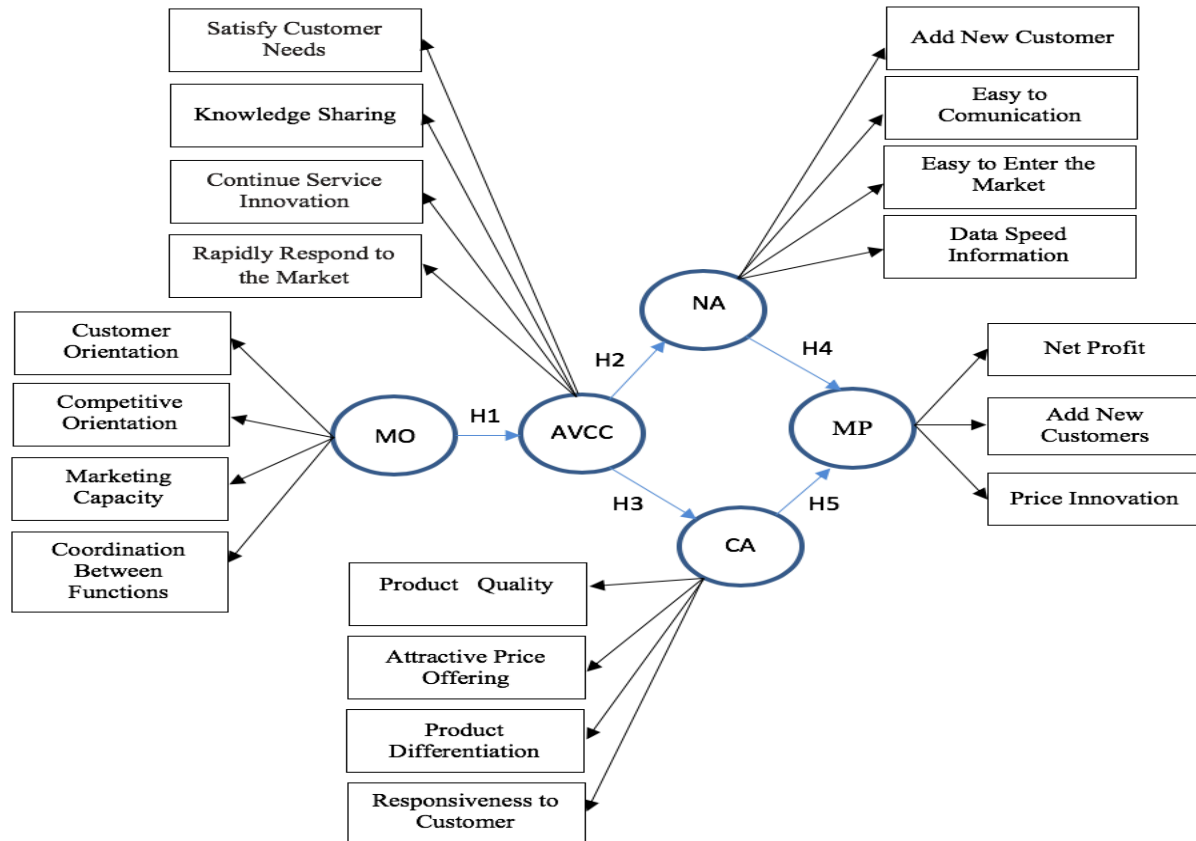 Satisfy Customer
Needs
Knowledge Sharing
Continue Service
Innovation
Rapidly Respond to
the Market
Add New Customer
Easy to
Comunication
Easy to Enter the
Market
Data Speed
Information
Customer
Orientation
Competitive
Orientation
Marketing
Capacity
Coordination
Between
Functions
MO
H1
AVCC
H2
H3
NA
CA
H4
H5
MP
Net Profit
Add New
Customers
Price Innovation
Product Quality
Attractive Price
Offering
Product
Differentiation
Responsiveness to
Customer